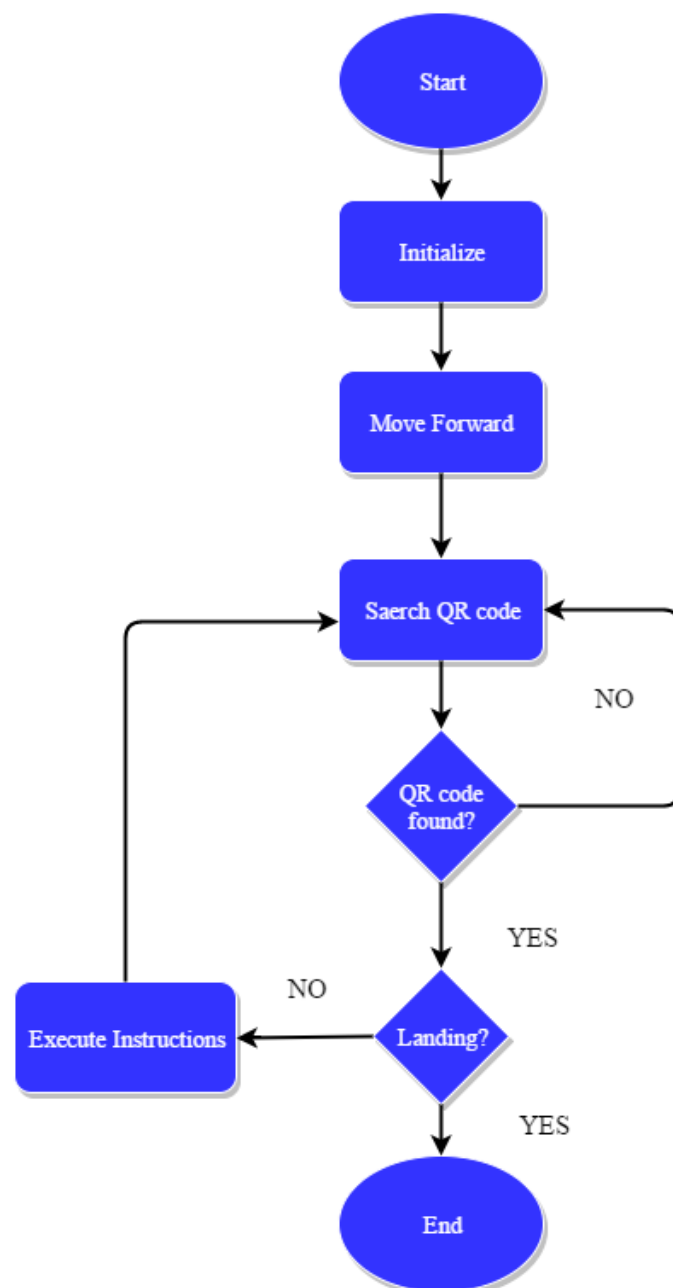 Start
Initialize
Move Forward
Saerch QR code
NO
QR code
found?
YES
NO
Execute Instructions
Landing?
YES
End